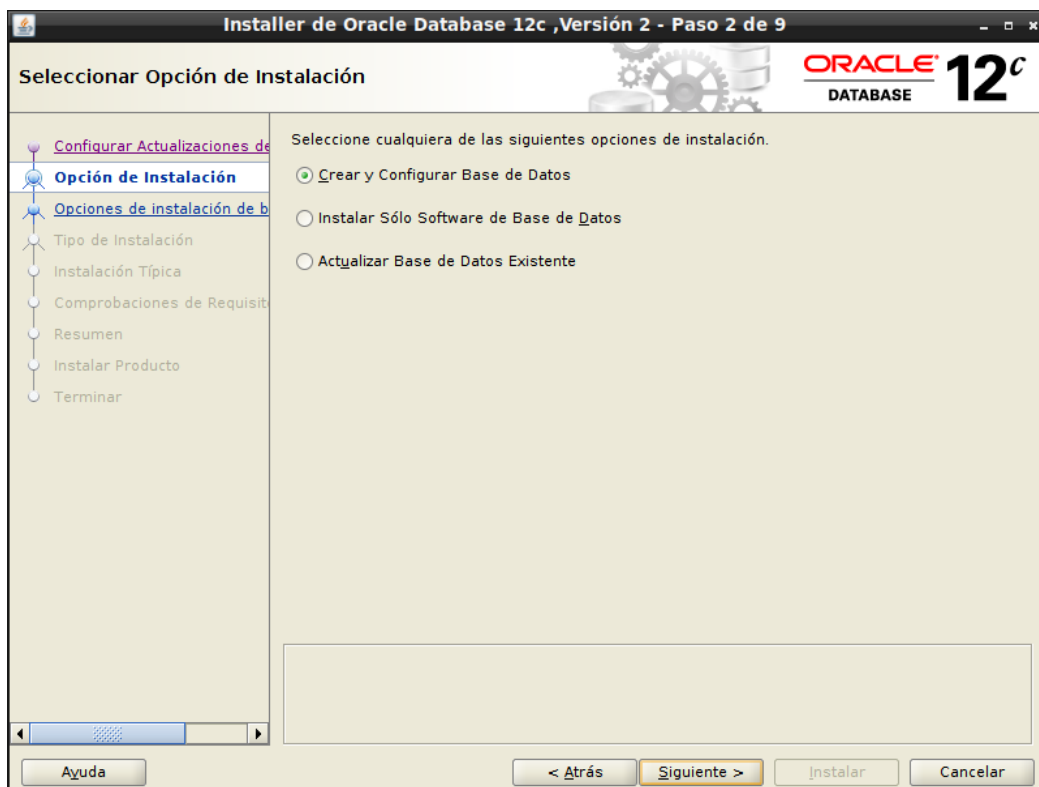 Installer de Oracle Database 12c ,Versión 2 - Paso 2 de 9
Seleccionar Opción de Instalación
ORACLE
DATABASE
12c
Configurar Actualizaciones de
Opción de Instalación
Opciones de instalación de b
Tipo de Instalación
Instalación Típica
Comprobaciones de Requisit
Resumen
Instalar Producto
Terminar
Seleccione cualquiera de las siguientes opciones de instalación.
Crear y Configurar Base de Datos
Instalar Sólo Software de Base de Datos
Actualizar Base de Datos Existente
Ayuda
< Atrás
Siguiente >
Instalar
Cancelar